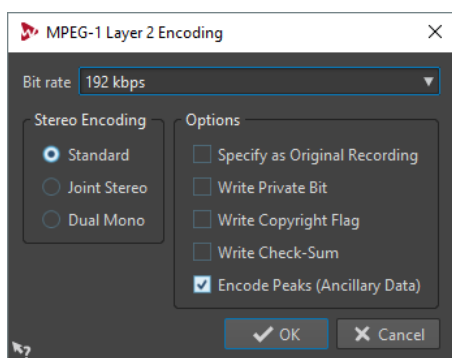 MPEG-1 Layer 2 Encoding
Bit rate 192 kbps
Stereo Encoding
Standard
Joint Stereo
Dual Mono
Options
Specify as Original Recording
Write Private Bit
Write Copyright Flag
Write Check-Sum
Encode Peaks (Ancillary Data)
OK Cancel
?